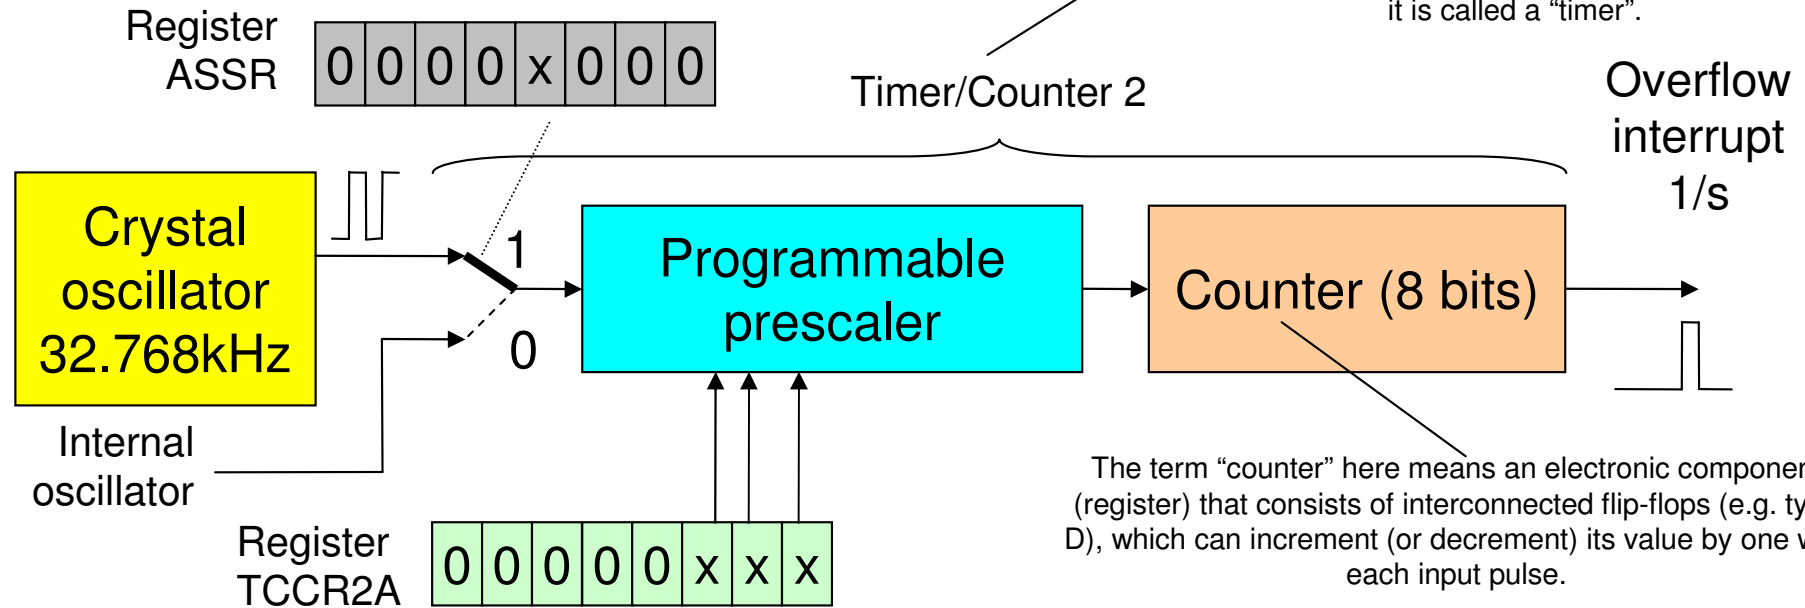 it is called a “timer”.
Register
ASSR
0 0 0 0 x 0 0 0
Timer/Counter 2
Overflow
interrupt
1/s
Crystal
oscillator
32.768kHz
1
0
Programmable
prescaler
Counter (8 bits)
Internal
oscillator
The term “counter” here means an electronic
(register) that consists of interconnected flip-flops (e.g.
D), which can increment (or decrement) its value by one
each input pulse.
Register
TCCR2A
0 0 0 0 0 x x x